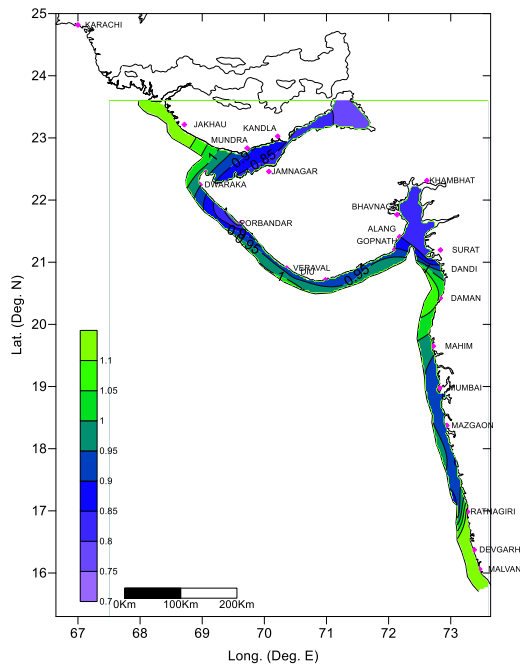 25
KARACHI
24
JAKHAU
KANDLA
23
MUNDRA
0.9
0.85
JAMNAGAR
DWARAKA
KHAMBHAT
22
BHAVNAG
PORBANDAR
ALANG
GOPNATH
0.95
SURAT
21
VERAVAL
DIU
0.95
DANDI
DAMAN
20
MAHIM
Lat. (Deg. N)
1.1
19
MUMBAI
1.05
MAZGAON
1
18
0.95
0.9
17
RATNAGIRI
0.85
0.8
DEVGARH
0.75
16
MALVAN
0.7
0Km 100Km 200Km
67 68 69 70 71 72 73
Long. (Deg. E)